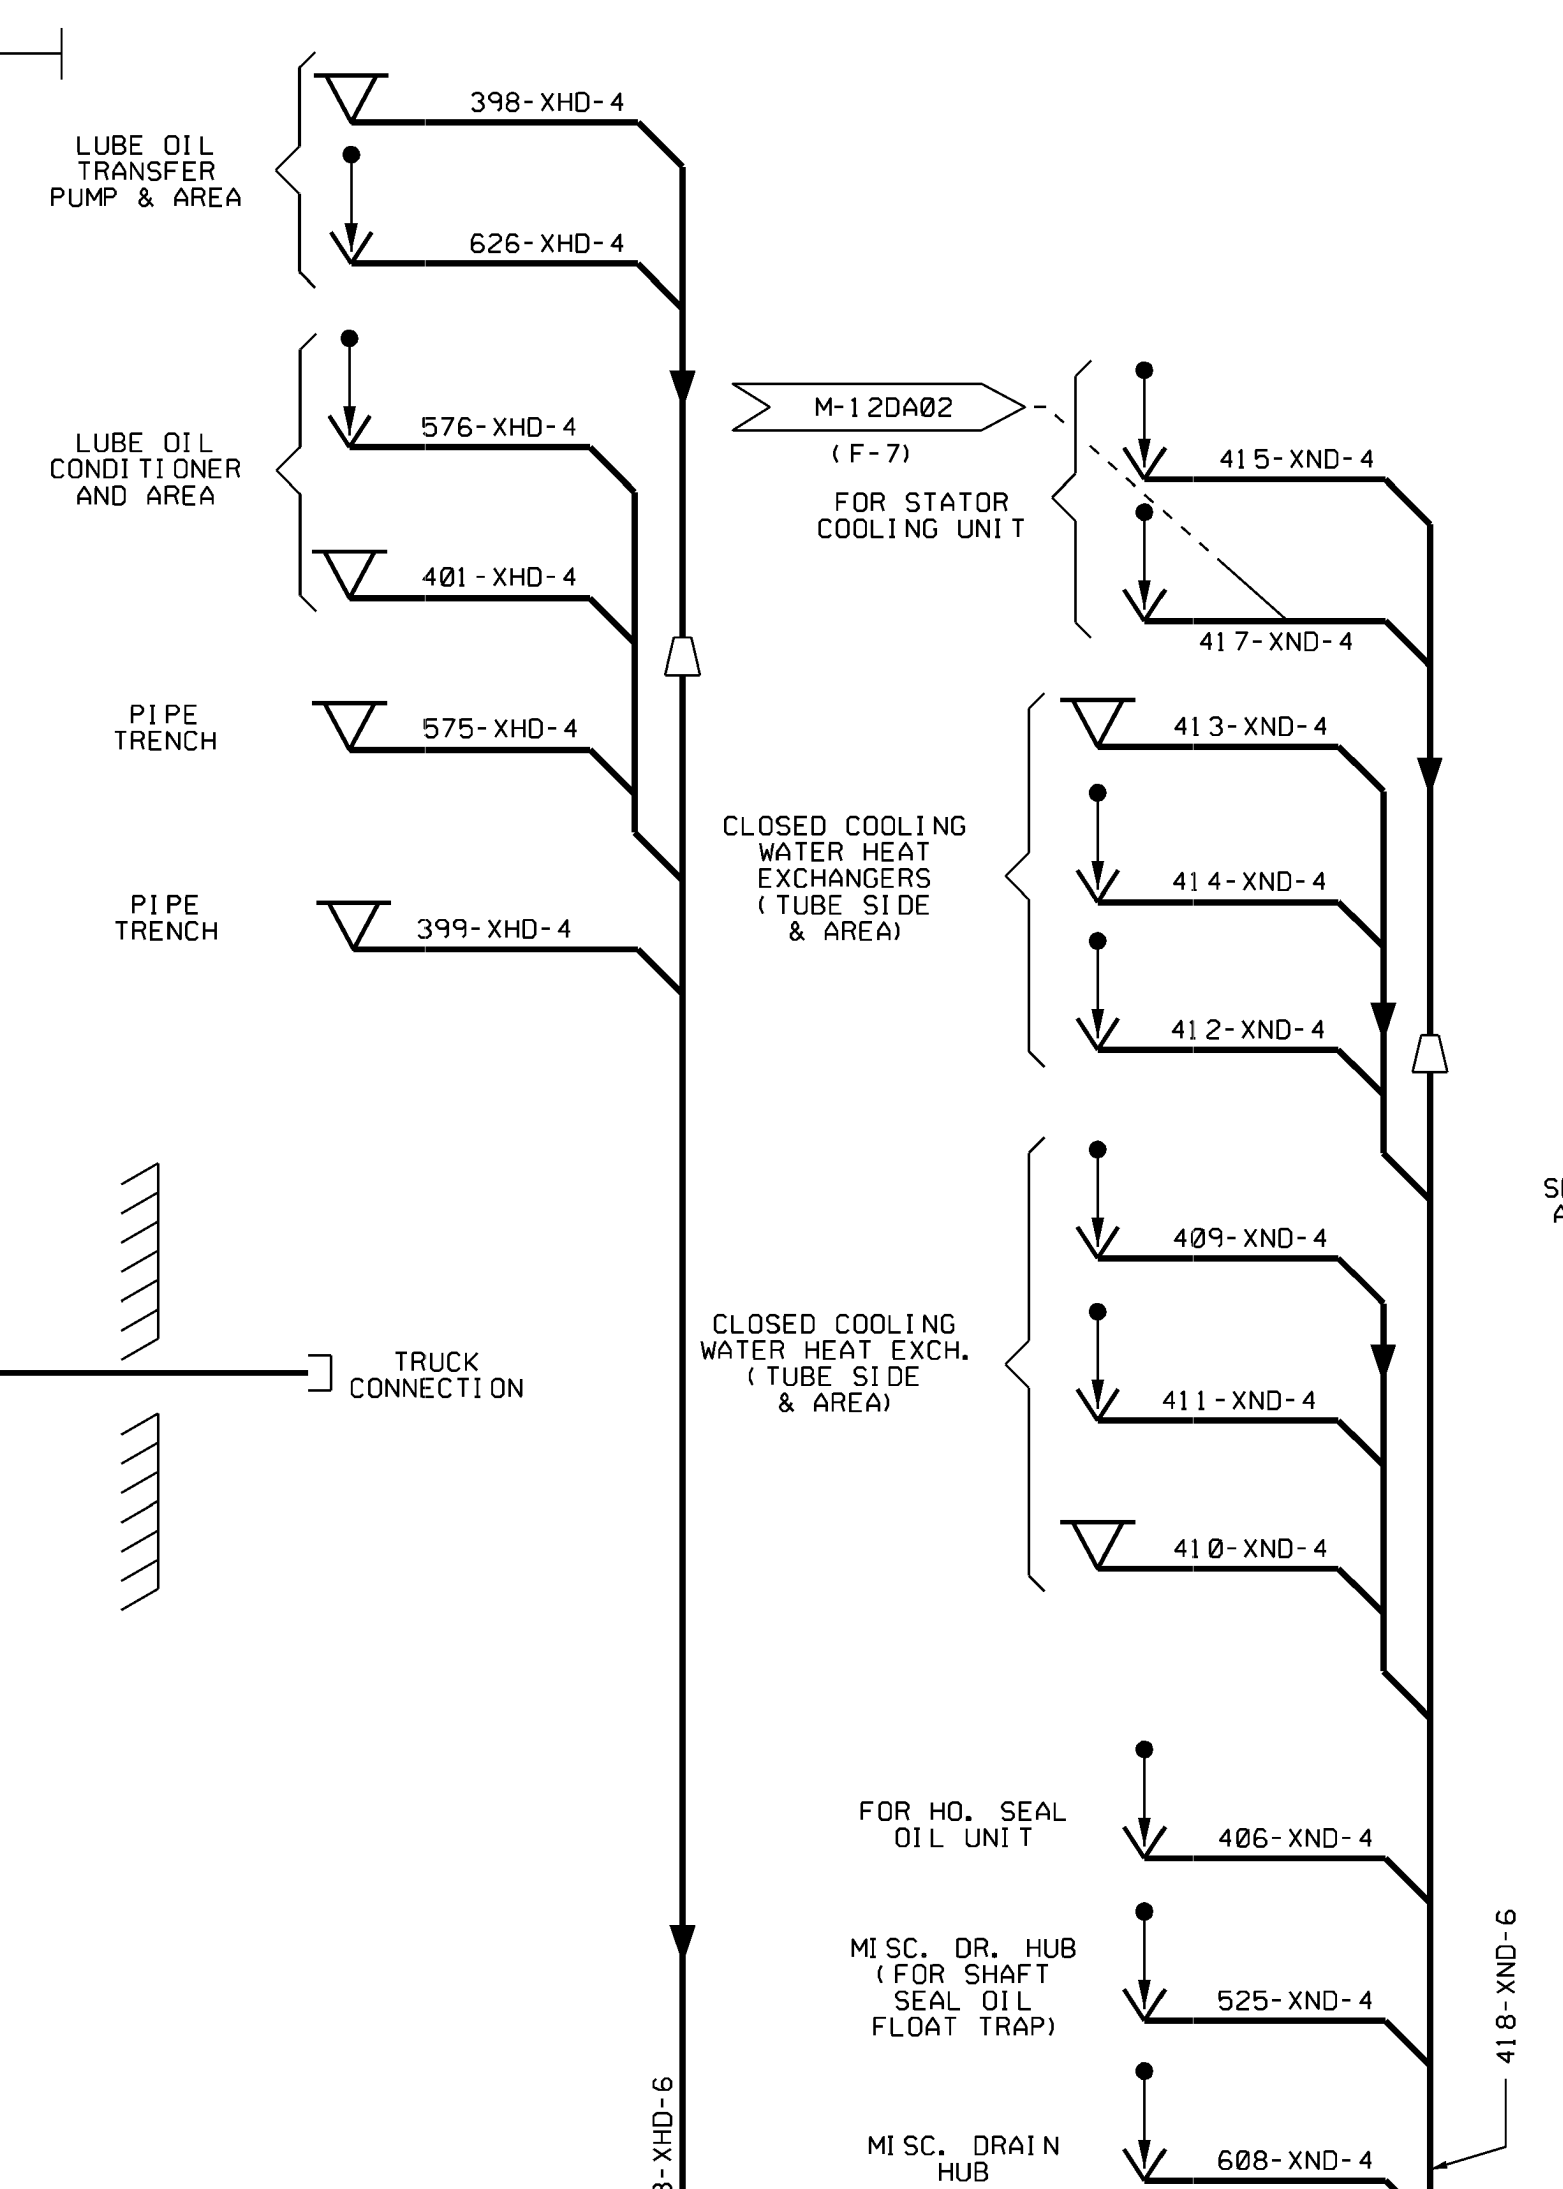 398-XHD-4
LUBE OIL
TRANSFER
PUMP & AREA
626-XHD-4
576-XHD-4
LUBE OIL
CONDITIONER
AND AREA
401-XHD-4
PIPE
TRENCH
575-XHD-4
PIPE
TRENCH
399-XHD-4
TRUCK
CONNECTION
M-12DA02
(F-7)
FOR STATOR
COOLING UNIT
415-XND-4
417-XND-4
413-XND-4
CLOSED COOLING
WATER HEAT
EXCHANGERS
(TUBE SIDE
& AREA)
414-XND-4
412-XND-4
409-XND-4
CLOSED COOLING
WATER HEAT EXCH.
(TUBE SIDE
& AREA)
411-XND-4
410-XND-4
FOR HO. SEAL
OIL UNIT
406-XND-4
MISC. DR. HUB
(FOR SHAFT
SEAL OIL
FLOAT TRAP)
525-XND-4
418-XND-6
MISC. DRAIN
HUB
608-XND-4
-XHD-6